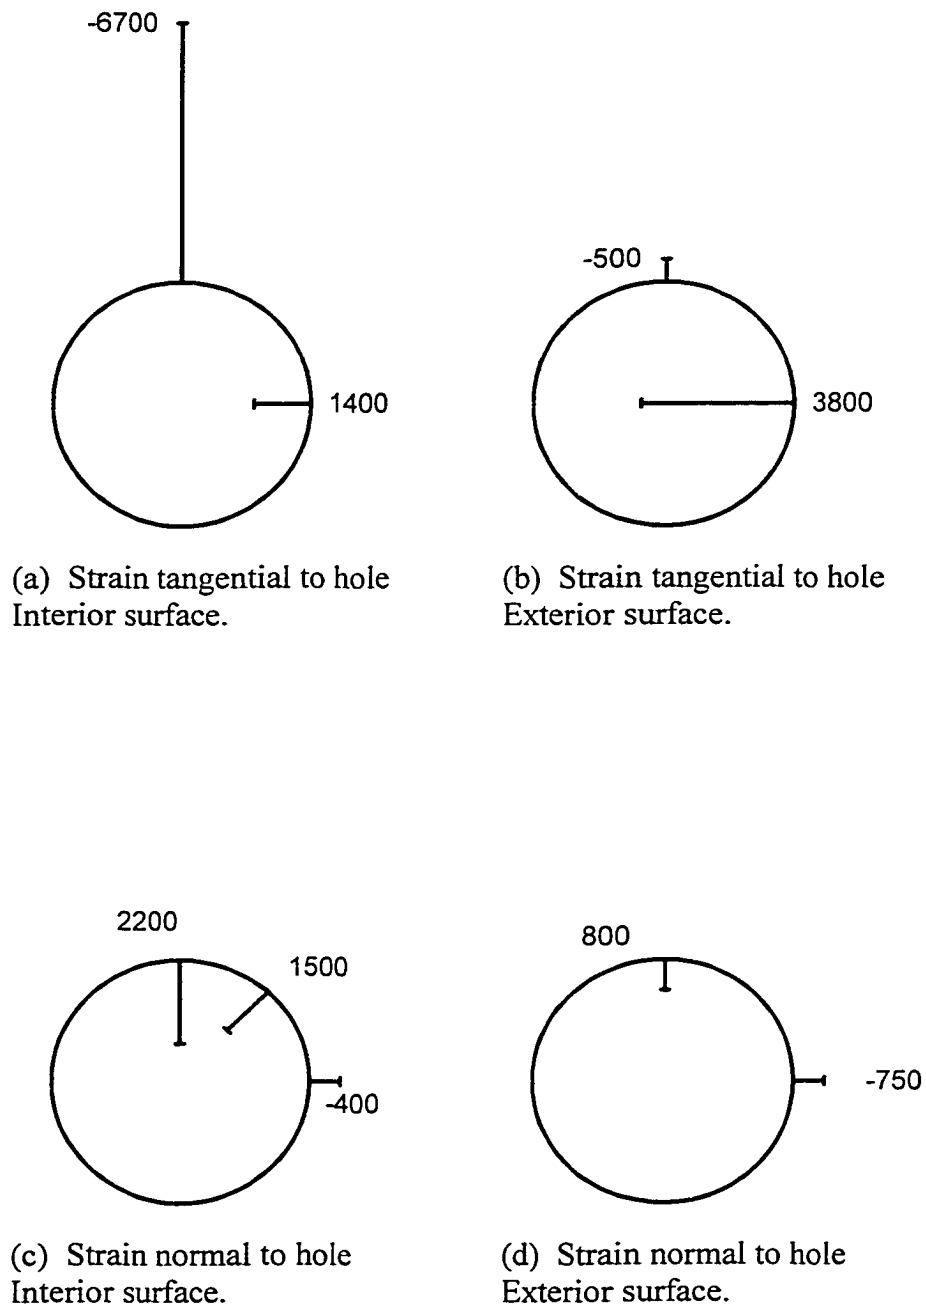 -6700
-500
1400
3800
(a) Strain tangential to hole
Interior surface.
(b) Strain tangential to hole
Exterior surface.
2200
1500
-400
800
-750
(c) Strain normal to hole
Interior surface.
(d) Strain normal to hole
Exterior surface.